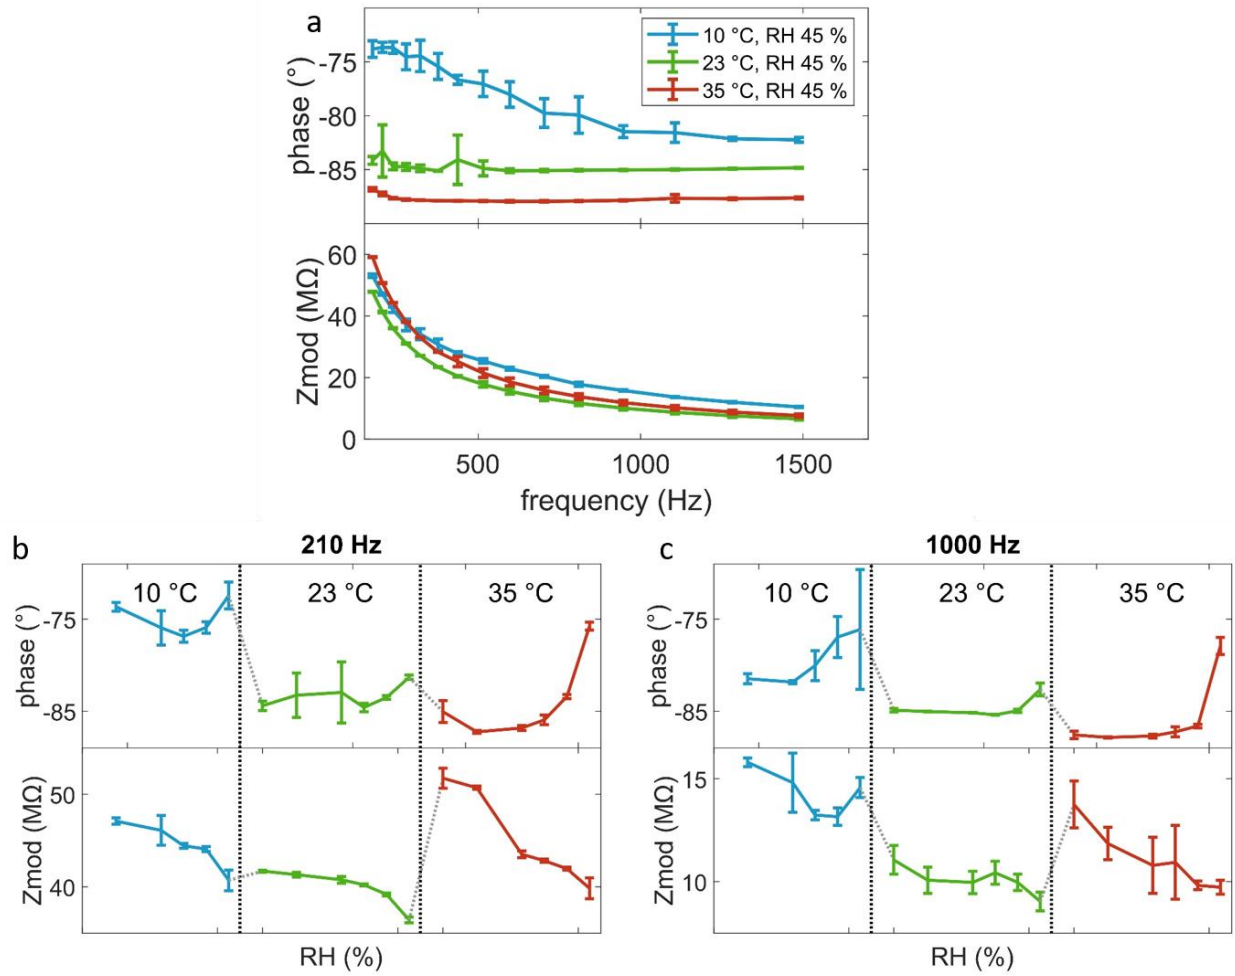 a
10 °C, RH 45 %
23 °C, RH 45 %
35 °C, RH 45 %
phase (°)
-75
-80
-85
Zmod (MΩ)
60
40
20
0
500 1000 1500
frequency (Hz)
b
210 Hz
10 °C 23 °C 35 °C
phase (°)
-75
-85
Zmod (MΩ)
50
40
RH (%)
c
1000 Hz
10 °C 23 °C 35 °C
phase (°)
-75
-85
Zmod (MΩ)
15
10
RH (%)